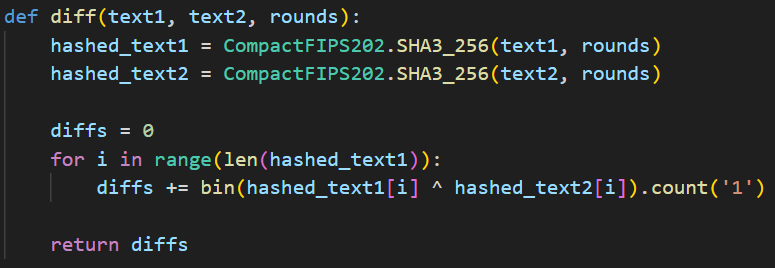 def diff(text1, text2, rounds):
    hashed_text1 = CompactFIPS202.SHA3_256(text1, rounds)
    hashed_text2 = CompactFIPS202.SHA3_256(text2, rounds)

    diffs = 0
    for i in range(len(hashed_text1)):
        diffs += bin(hashed_text1[i] ^ hashed_text2[i]).count('1')

    return diffs